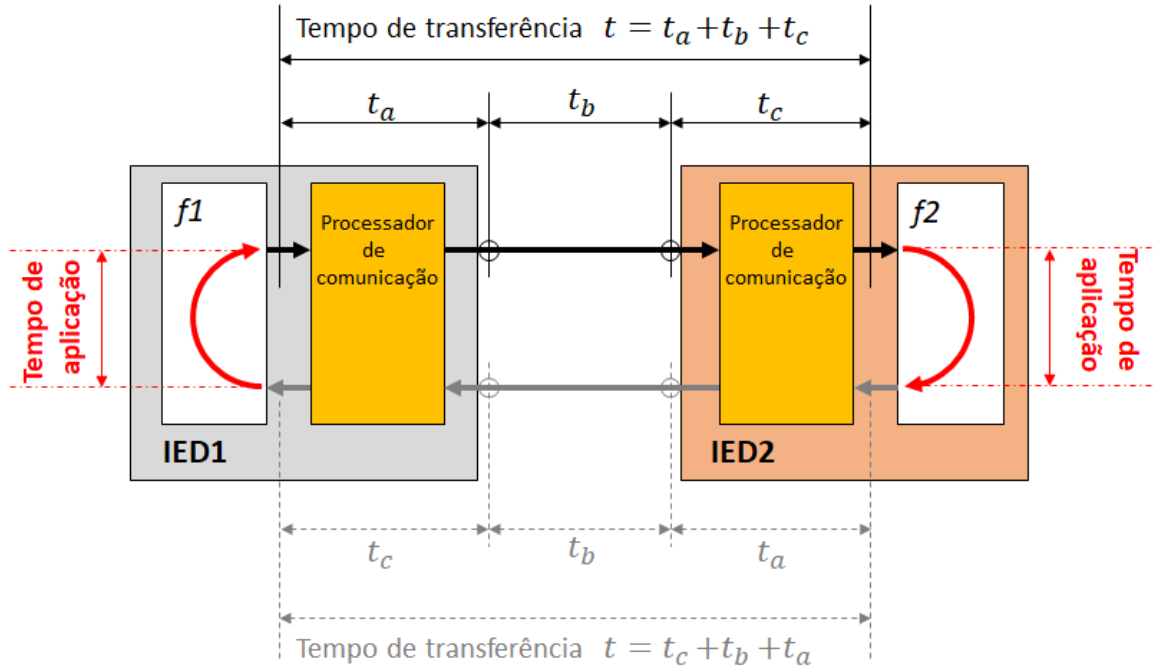 Tempo de transferência t = t_a + t_b + t_c
t_a
t_b
t_c
f1
Processador
de
comunicação
Processador
de
comunicação
f2
Tempo de
aplicação
Tempo de
aplicação
IED1
IED2
t_c
t_b
t_a
Tempo de transferência t = t_c + t_b + t_a